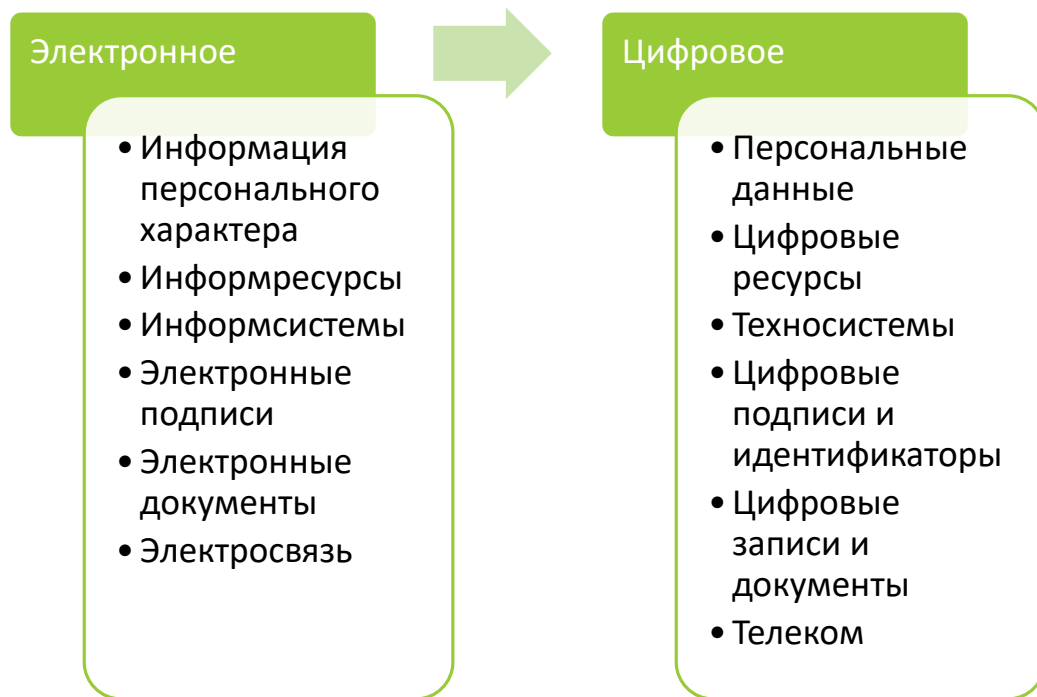 Электронное
• Информация
персонального
характера
• Информресурсы
• Информсистемы
• Электронные
подписи
• Электронные
документы
• Электросвязь
Цифровое
• Персональные
данные
• Цифровые
ресурсы
• Техносистемы
• Цифровые
подписи и
идентификаторы
• Цифровые
записи и
документы
• Телеком